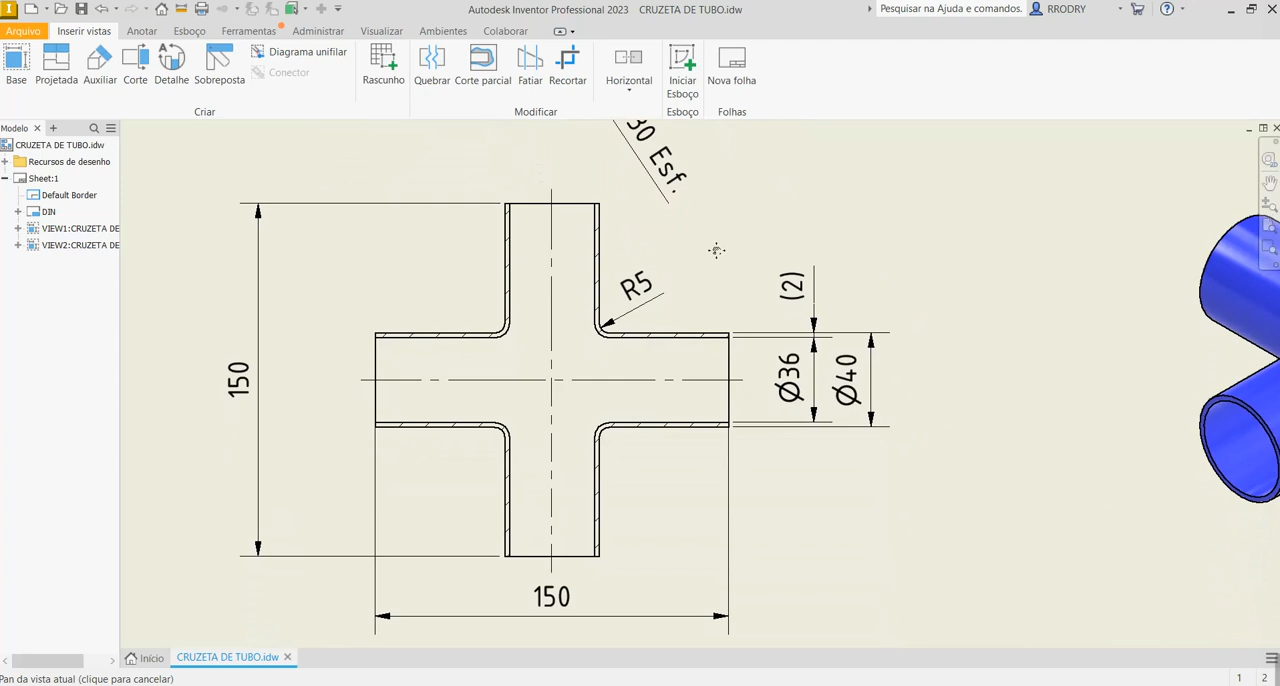 Autodesk Inventor Professional 2023 CRUZETA DE TUBO.idw
Pesquisar na Ajuda e comandos.
RRODRY
Arquivo
Inserir vistas
Anotar
Esboço
Ferramentas
Administrar
Visualizar
Ambientes
Colaborar
Base
Projetada
Auxiliar
Corte
Detalhe
Sobreposta
Diagrama unifilar
Conector
Rascunho
Quebrar
Corte parcial
Fatiar
Recortar
Horizontal
Iniciar
Esboço
Nova folha
Criar
Modificar
Esboço
Folhas
Modelo
CRUZETA DE TUBO.idw
Recursos de desenho
Sheet:1
Default Border
DIN
VIEW1:CRUZETA DE
VIEW2:CRUZETA DE
30 Esf.
R5
(2)
Ø36
Ø40
150
150
Início
CRUZETA DE TUBO.idw
Pan da vista atual (clique para cancelar)
1
2